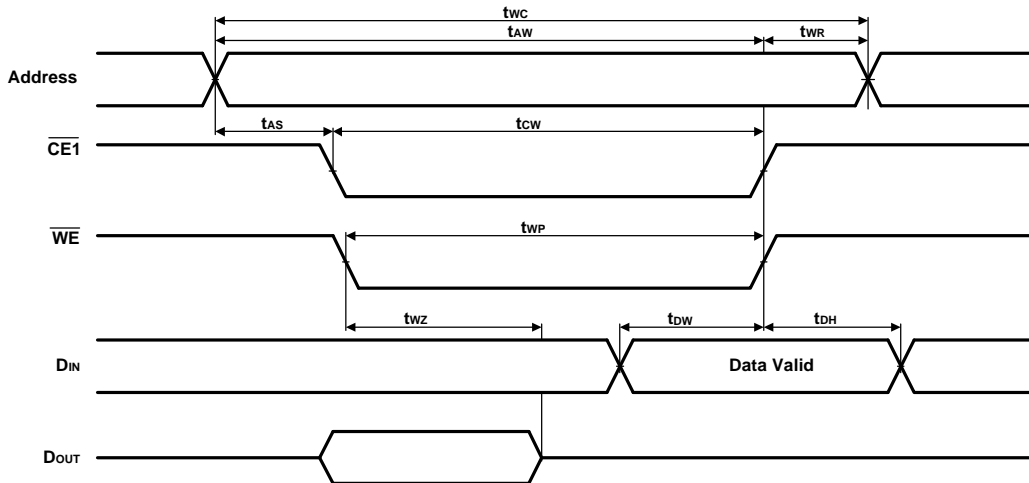 tWC
tAW
tWR
Address
tAS
tCW
CE1
WE
tWP
tWZ
tDW
tDH
DIN
Data Valid
DOUT